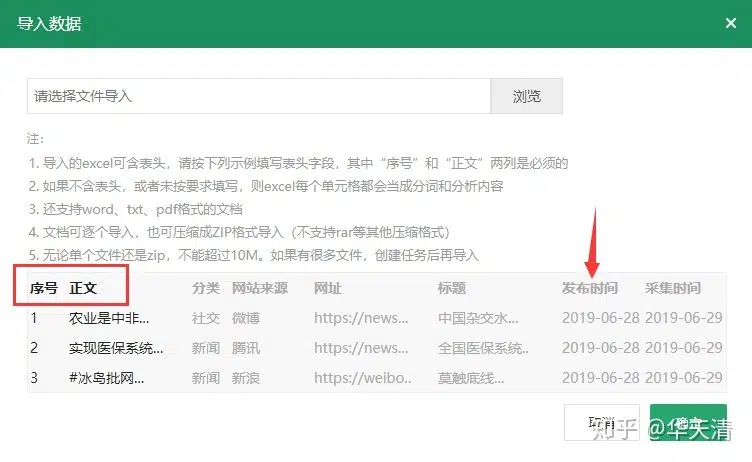 导入数据 ×
请选择文件导入 浏览
注：
1. 导入的excel可含表头，请按下列示例填写表头字段，其中“序号”和“正文”两列是必须的
2. 如果不含表头，或者未按要求填写，则excel每个单元格都会当成分词和分析内容
3. 还支持word、txt、pdf格式的文档
4. 文档可逐个导入，也可压缩成ZIP格式导入（不支持rar等其他压缩格式）
5. 无论单个文件还是zip，不能超过10M。如果有很多文件，创建任务后再导入
序号 正文 分类 网站来源 网址 标题 发布时间 采集时间
1 农业是中非... 社交 微博 https://news... 中国杂交水... 2019-06-28 2019-06-29
2 实现医保系统... 新闻 腾讯 https://news... 全国医保系统.. 2019-06-28 2019-06-29
3 #冰岛批网... 新闻 新浪 https://weibo.. 莫触底线... 2019-06-28 2019-06-29
取消 确定
知乎 @华天清